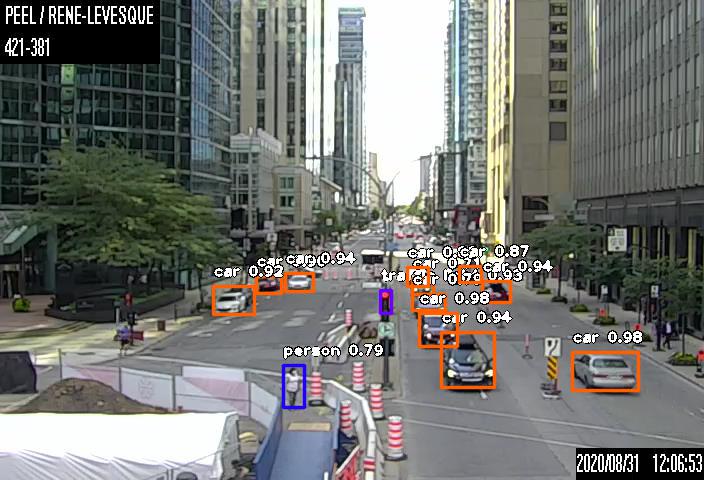 PEEL / RENE-LEVESQUE
421-381
car 0.87
car 0.94
car 0.92
car 0.94
car 0.98
car 0.94
car 0.98
person 0.79
2020/08/31 12:06:53